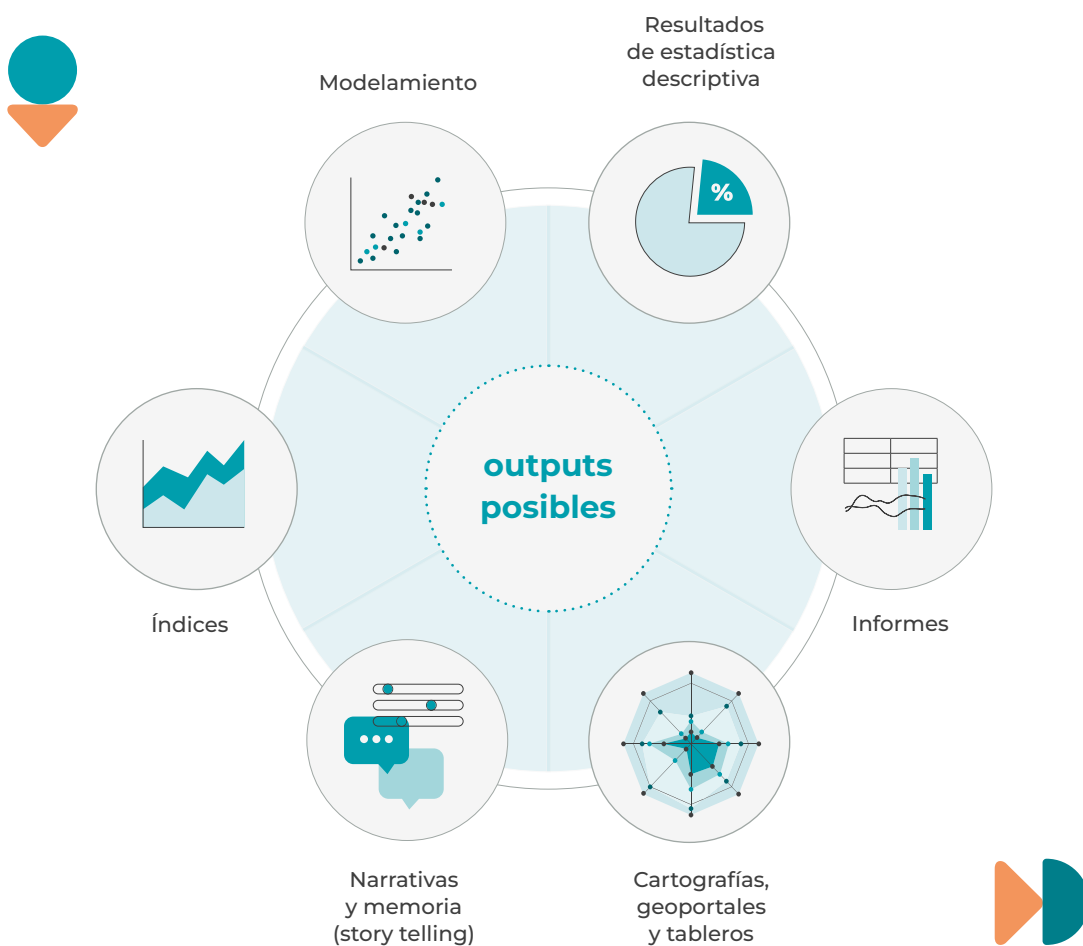 Resultados
de estadística
descriptiva
Modelamiento
%
outputs
posibles
Índices
Informes
Narrativas
y memoria
(story telling)
Cartografías,
geoportales
y tableros